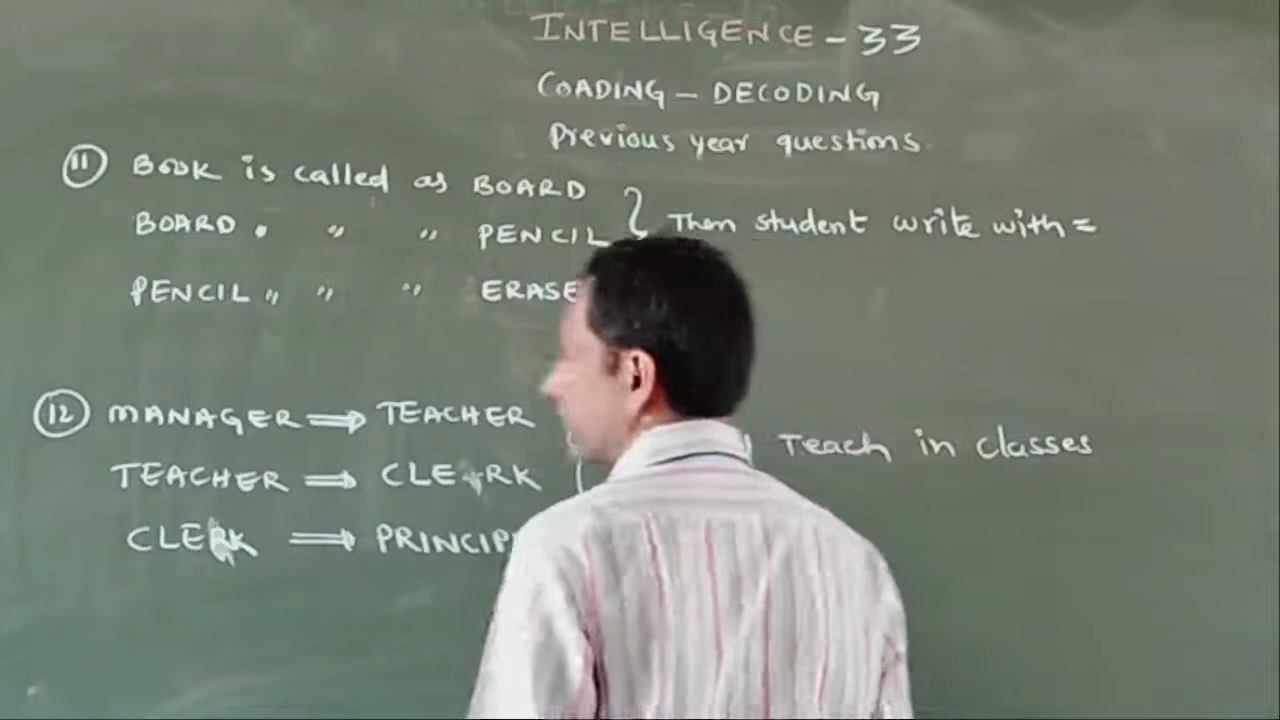 INTELLIGENCE - 33
COADING - DECODING
Previous year questions
11 BOOK is called as BOARD
BOARD " " " PENCIL Then student write with =
PENCIL " " " ERASE
12 MANAGER ⇒ TEACHER
TEACHER ⇒ CLERK Teach in classes
CLERK ⇒ PRINCIP